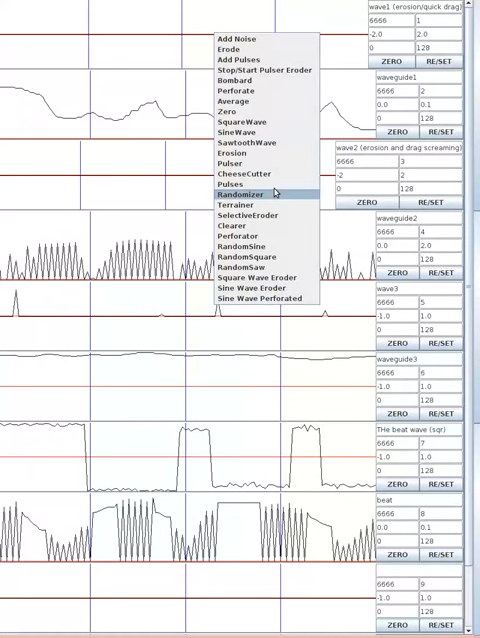 wave1 (erosion/quick drag)
6666 1
-2.0 2.0
0 128
ZERO RE/SET
Add Noise
Erode
Add Pulses
Stop/Start Pulser Eroder
Bombard
Perforate
Average
Zero
SquareWave
SineWave
SawtoothWave
Erosion
Pulser
CheeseCutter
Pulses
Randomizer
Terrainer
SelectiveEroder
Clearer
Perforator
RandomSine
RandomSquare
RandomSaw
Square Wave Eroder
Sine Wave Eroder
Sine Wave Perforated
waveguide1
6666 2
0.0 0.1
0 128
ZERO RE/SET
wave2 (erosion and drag screaming)
6666 3
-2 2
0 128
ZERO RE/SET
waveguide2
6666 4
0.0 2.0
0 128
ZERO RE/SET
wave3
6666 5
-1.0 1.0
0 128
ZERO RE/SET
waveguide3
6666 6
-1.0 1.0
0 128
ZERO RE/SET
THe beat wave (sqr)
6666 7
-1.0 1.0
0 128
ZERO RE/SET
beat
6666 8
0.0 0.1
0 128
ZERO RE/SET
6666 9
-1.0 1.0
0 128
ZERO RE/SET